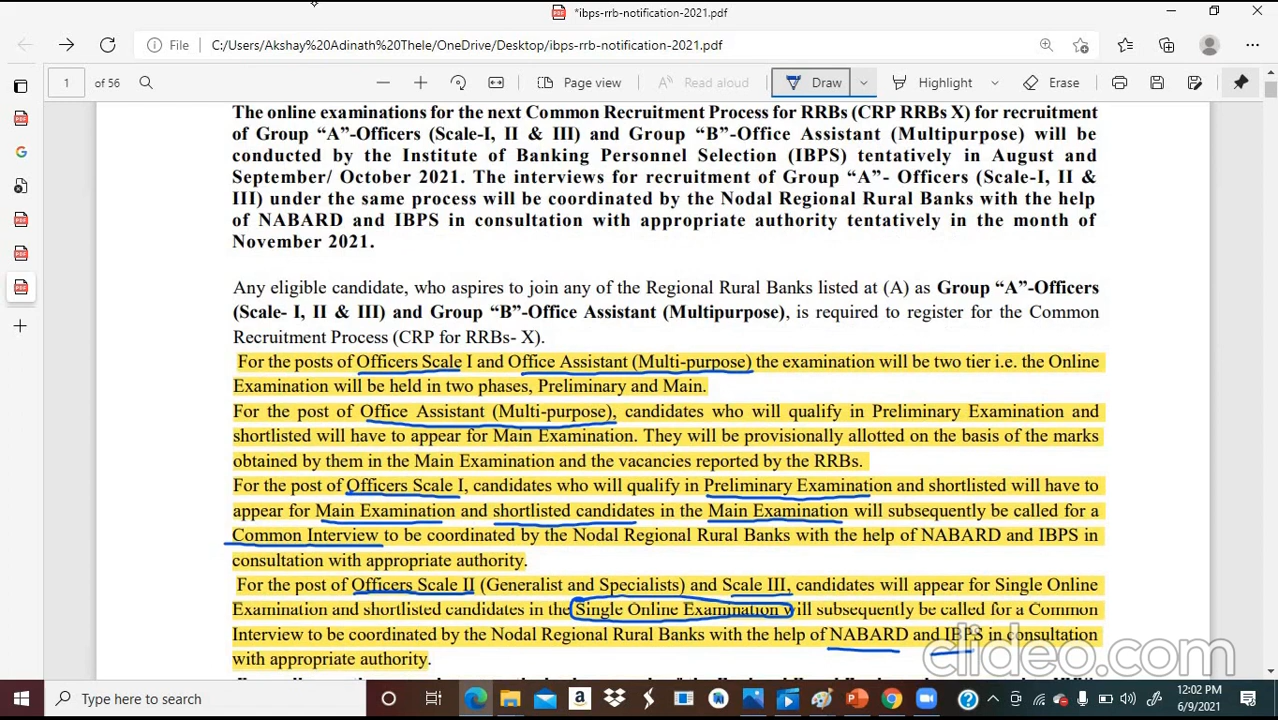 *ibps-rrb-notification-2021.pdf
File C:/Users/Akshay%20Adinath%20Thele/OneDrive/Desktop/ibps-rrb-notification-2021.pdf
1 of 56 Page view Read aloud Draw Highlight Erase
The online examinations for the next Common Recruitment Process for RRBs (CRP RRBs X) for recruitment
of Group “A”-Officers (Scale-I, II & III) and Group “B”-Office Assistant (Multipurpose) will be
conducted by the Institute of Banking Personnel Selection (IBPS) tentatively in August and
September/ October 2021. The interviews for recruitment of Group “A”- Officers (Scale-I, II &
III) under the same process will be coordinated by the Nodal Regional Rural Banks with the help
of NABARD and IBPS in consultation with appropriate authority tentatively in the month of
November 2021.
Any eligible candidate, who aspires to join any of the Regional Rural Banks listed at (A) as Group “A”-Officers
(Scale- I, II & III) and Group “B”-Office Assistant (Multipurpose), is required to register for the Common
Recruitment Process (CRP for RRBs- X).
For the posts of Officers Scale I and Office Assistant (Multi-purpose) the examination will be two tier i.e. the Online
Examination will be held in two phases, Preliminary and Main.
For the post of Office Assistant (Multi-purpose), candidates who will qualify in Preliminary Examination and
shortlisted will have to appear for Main Examination. They will be provisionally allotted on the basis of the marks
obtained by them in the Main Examination and the vacancies reported by the RRBs.
For the post of Officers Scale I, candidates who will qualify in Preliminary Examination and shortlisted will have to
appear for Main Examination and shortlisted candidates in the Main Examination will subsequently be called for a
Common Interview to be coordinated by the Nodal Regional Rural Banks with the help of NABARD and IBPS in
consultation with appropriate authority.
For the post of Officers Scale II (Generalist and Specialists) and Scale III, candidates will appear for Single Online
Examination and shortlisted candidates in the Single Online Examination will subsequently be called for a Common
Interview to be coordinated by the Nodal Regional Rural Banks with the help of NABARD and IBPS in consultation
with appropriate authority.
clideo.com
Type here to search
12:02 PM
6/9/2021